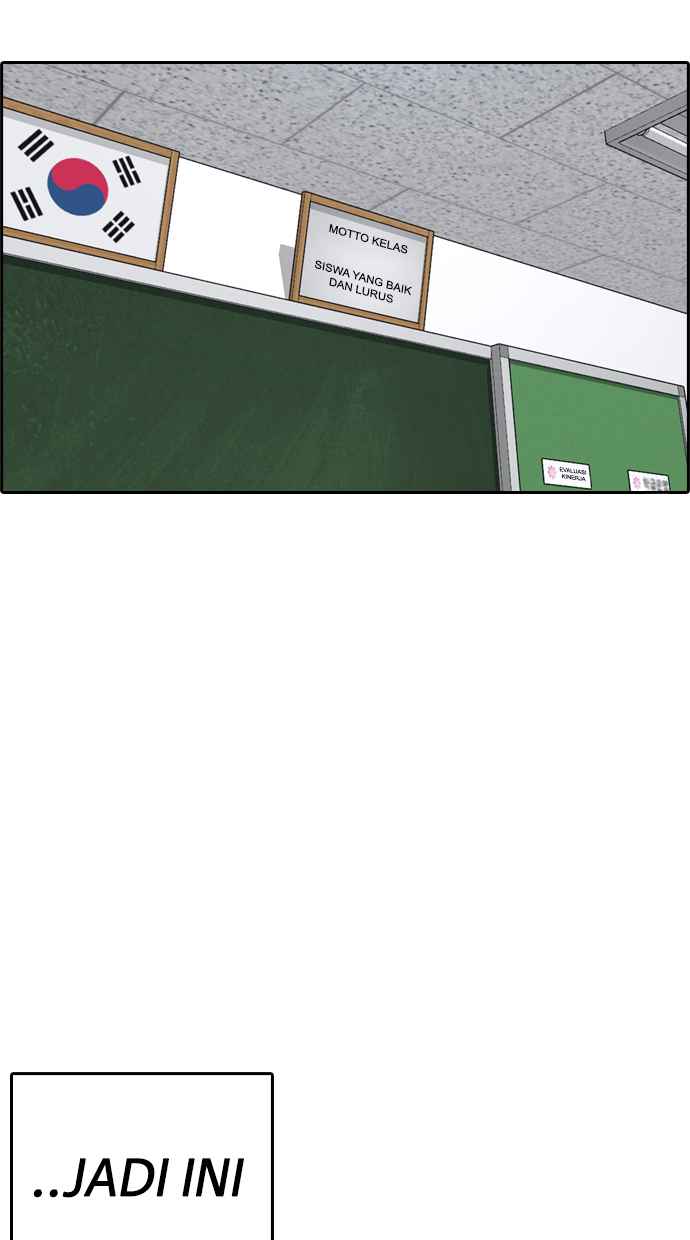 MOTTO KELAS
SISWA YANG BAIK
DAN LURUS
EVALUASI
KINERJA
..JADI INI